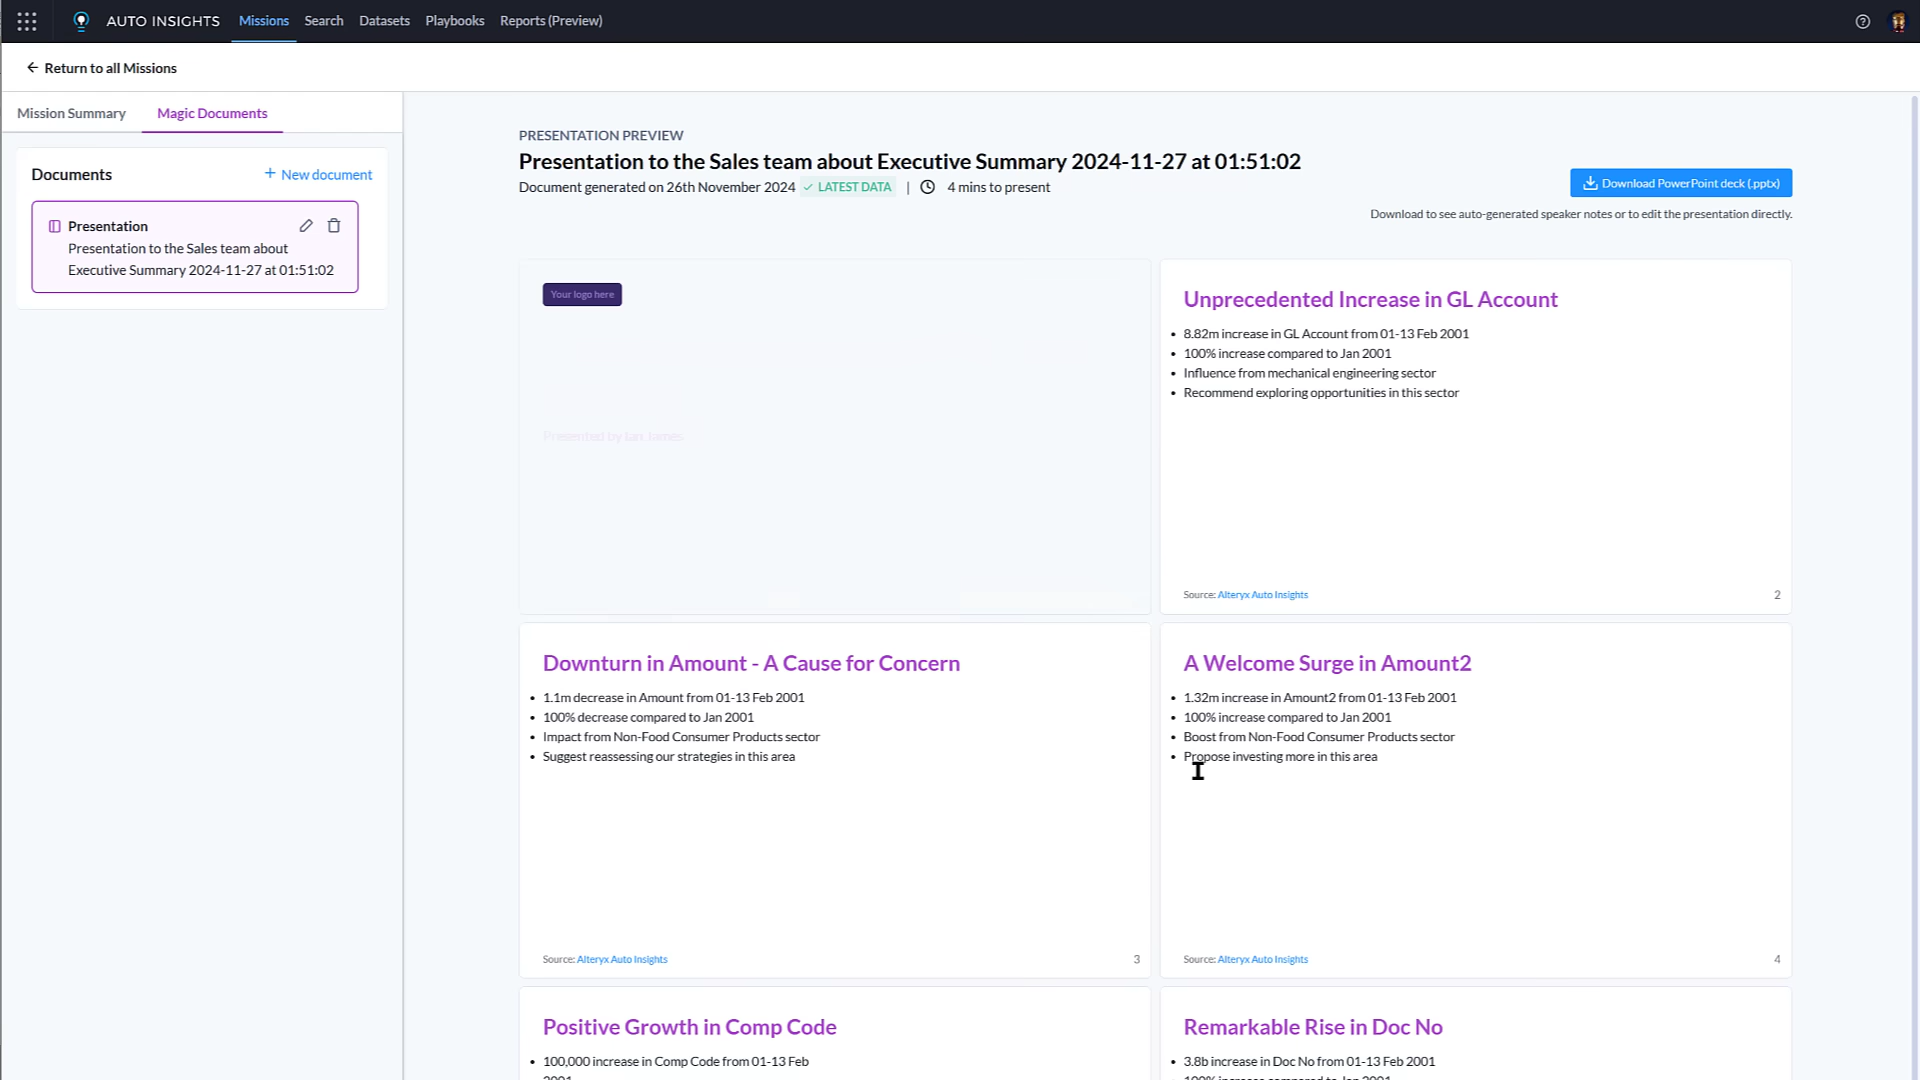 AUTO INSIGHTS
Missions
Search
Datasets
Playbooks
Reports (Preview)
Return to all Missions
Mission Summary
Magic Documents
Documents
+ New document
Presentation
Presentation to the Sales team about
Executive Summary 2024-11-27 at 01:51:02
PRESENTATION PREVIEW
Presentation to the Sales team about Executive Summary 2024-11-27 at 01:51:02
Document generated on 26th November 2024 ✓ LATEST DATA | 4 mins to present
Download PowerPoint deck (.pptx)
Download to see auto-generated speaker notes or to edit the presentation directly.
Your logo here
Presented by Ian James
Unprecedented Increase in GL Account
• 8.82m increase in GL Account from 01-13 Feb 2001
• 100% increase compared to Jan 2001
• Influence from mechanical engineering sector
• Recommend exploring opportunities in this sector
Source: Alteryx Auto Insights
2
Downturn in Amount - A Cause for Concern
• 1.1m decrease in Amount from 01-13 Feb 2001
• 100% decrease compared to Jan 2001
• Impact from Non-Food Consumer Products sector
• Suggest reassessing our strategies in this area
Source: Alteryx Auto Insights
3
A Welcome Surge in Amount2
• 1.32m increase in Amount2 from 01-13 Feb 2001
• 100% increase compared to Jan 2001
• Boost from Non-Food Consumer Products sector
• Propose investing more in this area
Source: Alteryx Auto Insights
4
Positive Growth in Comp Code
• 100,000 increase in Comp Code from 01-13 Feb
2001
Remarkable Rise in Doc No
• 3.8b increase in Doc No from 01-13 Feb 2001
• 100% increase compared to Jan 2001